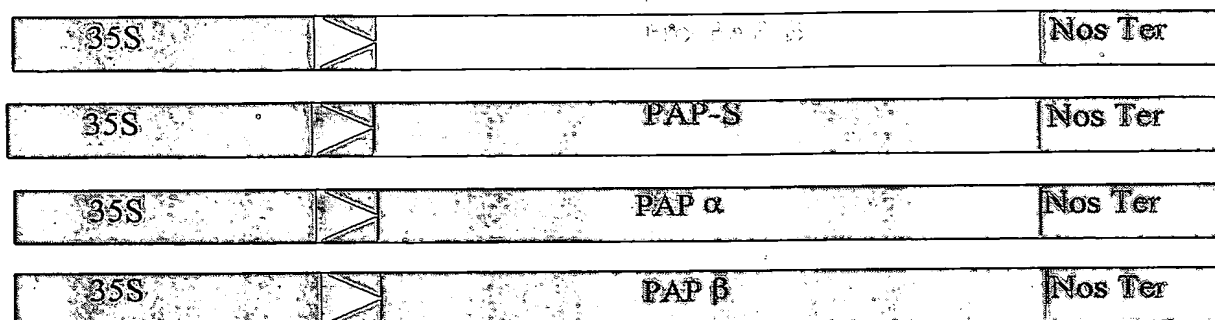 35S Nos Ter
35S PAP-S Nos Ter
35S PAP α Nos Ter
35S PAP β Nos Ter